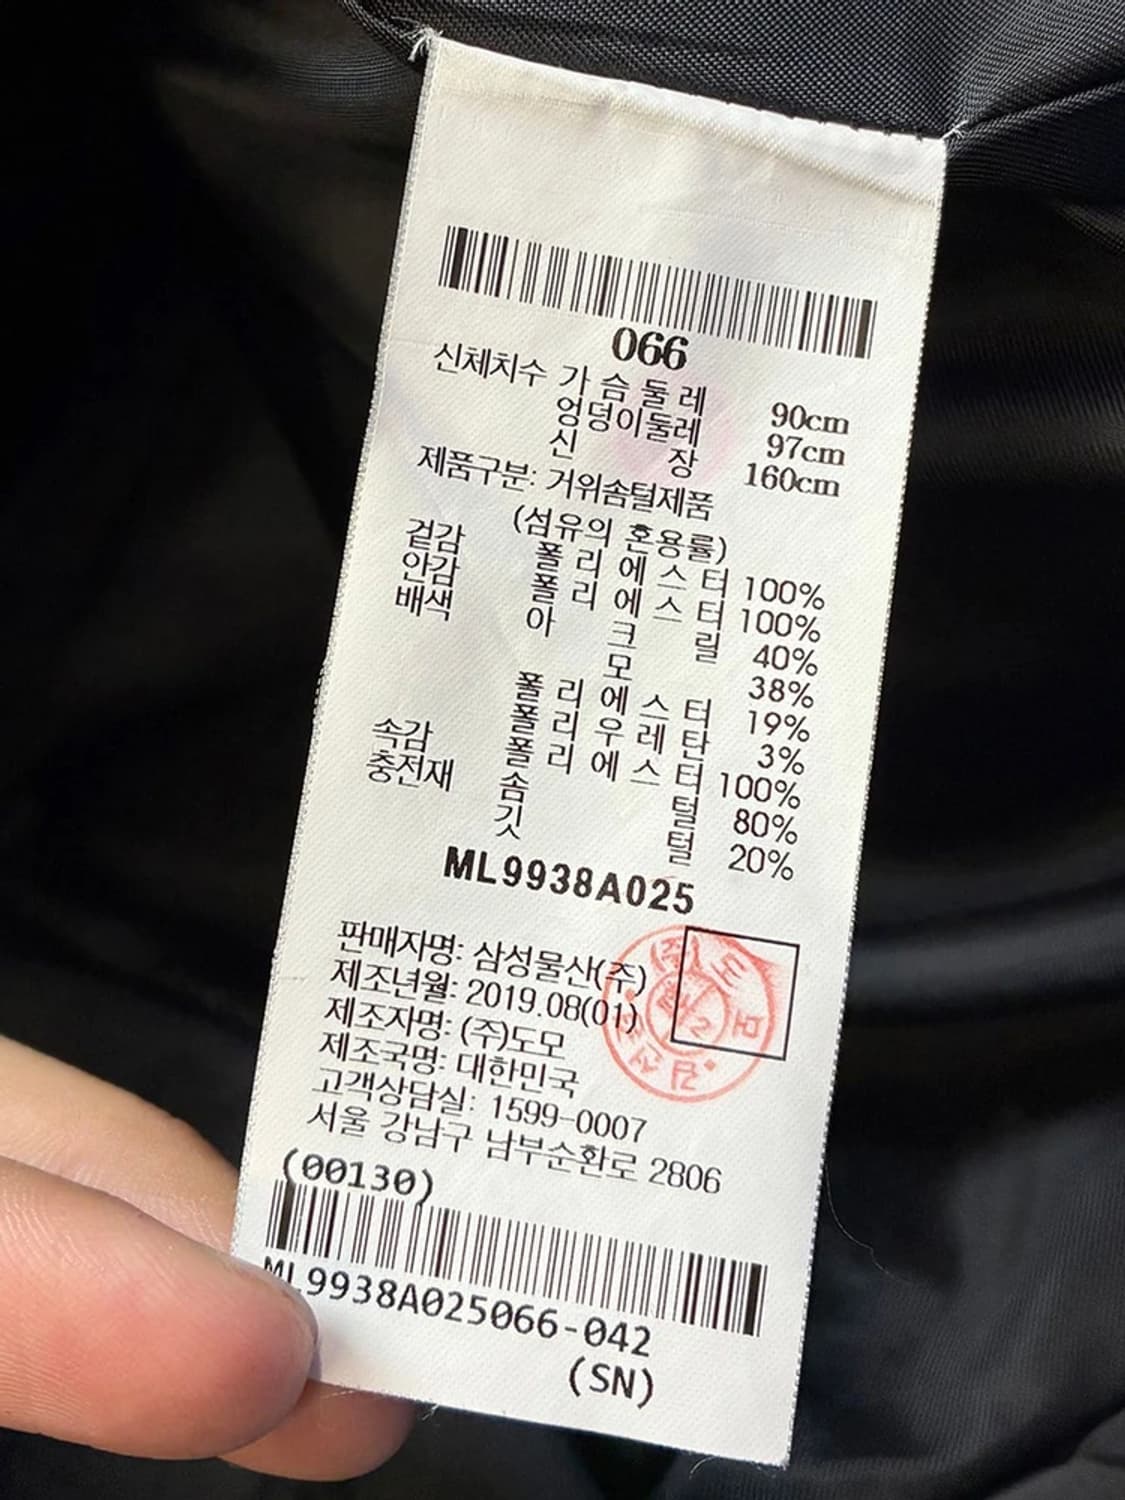 066
신체치수 가슴둘레 90cm
엉덩이둘레 97cm
신장 160cm
제품구분: 거위솜털제품
(섬유의 혼용률)
겉감 폴리에스터 100%
안감 폴리에스터 100%
배색 아크릴 40%
모 38%
폴리에스터 19%
폴리우레탄 3%
속감 폴리에스터 100%
충전재 솜털 80%
깃털 20%
ML9938A025
판매자명: 삼성물산(주)
제조년월: 2019.08(01)
제조자명: (주)도모
제조국명: 대한민국
고객상담실: 1599-0007
서울 강남구 남부순환로 2806
(00130)
ML9938A025066-042
(SN)